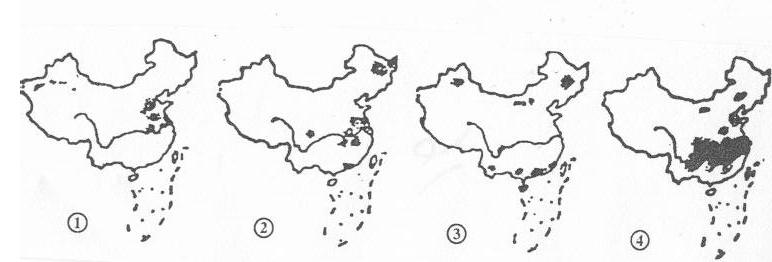 ① ② ③ ④